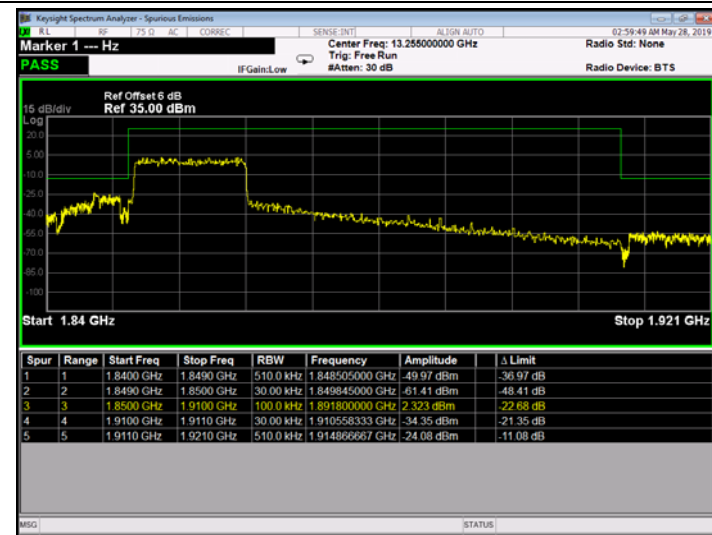 Keysight Spectrum Analyzer - Spurious Emissions
RL RF 75 Ω AC CORREC SENSE:INT ALIGN AUTO 02:59:49 AM May 28, 2019
Marker 1 --- Hz Center Freq: 13.255000000 GHz Radio Std: None
Trig: Free Run
PASS IFGain:Low #Atten: 30 dB Radio Device: BTS
Ref Offset 6 dB
15 dB/div Ref 35.00 dBm
Log
20.0
5.00
-10.0
-25.0
-40.0
-55.0
-70.0
-85.0
-100
Start 1.84 GHz Stop 1.921 GHz
Spur Range Start Freq Stop Freq RBW Frequency Amplitude Δ Limit
1 1 1.8400 GHz 1.8490 GHz 510.0 kHz 1.848505000 GHz -49.97 dBm -36.97 dB
2 2 1.8490 GHz 1.8500 GHz 30.00 kHz 1.849845000 GHz -61.41 dBm -48.41 dB
3 3 1.8500 GHz 1.9100 GHz 100.0 kHz 1.891800000 GHz 2.323 dBm -22.68 dB
4 4 1.9100 GHz 1.9110 GHz 30.00 kHz 1.910558333 GHz -34.35 dBm -21.35 dB
5 5 1.9110 GHz 1.9210 GHz 510.0 kHz 1.914866667 GHz -24.08 dBm -11.08 dB
MSG STATUS